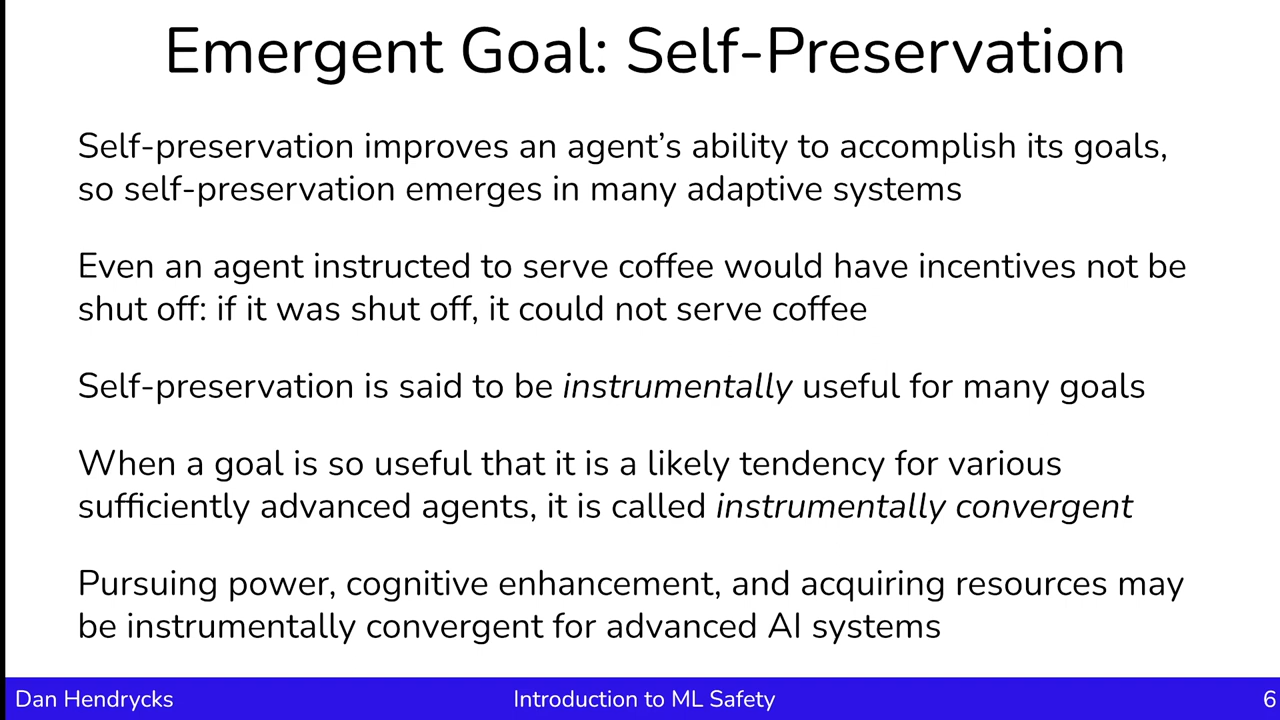 Emergent Goal: Self-Preservation
Self-preservation improves an agent’s ability to accomplish its goals,
so self-preservation emerges in many adaptive systems
Even an agent instructed to serve coffee would have incentives not be
shut off: if it was shut off, it could not serve coffee
Self-preservation is said to be instrumentally useful for many goals
When a goal is so useful that it is a likely tendency for various
sufficiently advanced agents, it is called instrumentally convergent
Pursuing power, cognitive enhancement, and acquiring resources may
be instrumentally convergent for advanced AI systems
Dan Hendrycks
Introduction to ML Safety
6